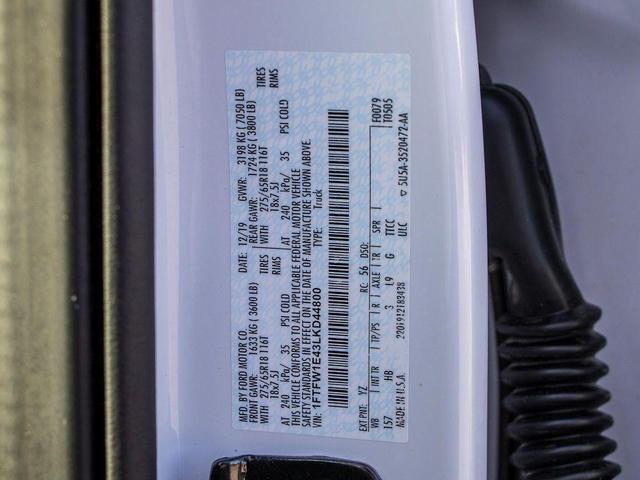 MFD. BY FORD MOTOR CO.
DATE: 12/19 GVWR: 3198 KG ( 7050 LB)
FRONT GAWR: 1633 KG ( 3600 LB) REAR GAWR: 1724 KG ( 3800 LB)
WITH 275/65R18 116T TIRES WITH 275/65R18 116T TIRES
18x7.5J RIMS 18x7.5J RIMS
AT 240 kPa/ 35 PSI COLD AT 240 kPa/ 35 PSI COLD
THIS VEHICLE CONFORMS TO ALL APPLICABLE FEDERAL MOTOR VEHICLE
SAFETY STANDARDS IN EFFECT ON THE DATE OF MANUFACTURE SHOWN ABOVE.
VIN: 1FTFW1E43LKD44800 TYPE: Truck
EXT PNT: YZ RC: 56 DSO: F0079
T0505
WB INT TR TP/PS R AXLE TR SPR
157 HB 3 L9 G TTCC
MADE IN U.S.A. 2201912183428 ULC ▽ 5U5A-3520472-AA